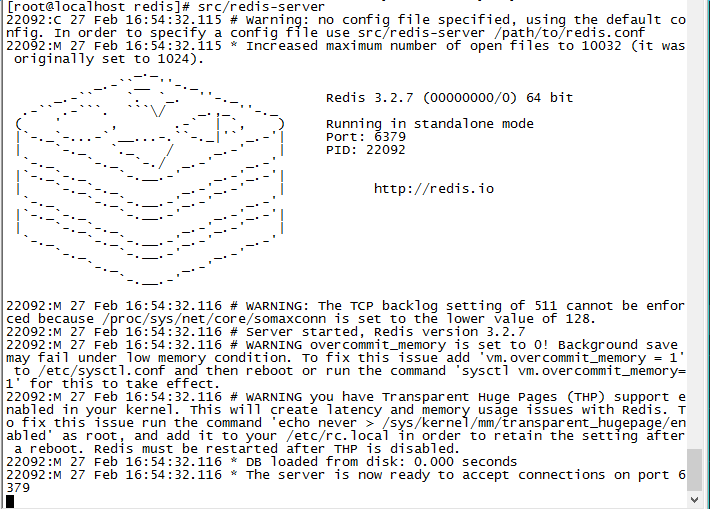 [root@localhost redis]# src/redis-server
22092:C 27 Feb 16:54:32.115 # Warning: no config file specified, using the default co
nfig. In order to specify a config file use src/redis-server /path/to/redis.conf
22092:M 27 Feb 16:54:32.115 * Increased maximum number of open files to 10032 (it was
 originally set to 1024).
Redis 3.2.7 (00000000/0) 64 bit
Running in standalone mode
Port: 6379
PID: 22092
http://redis.io
22092:M 27 Feb 16:54:32.116 # WARNING: The TCP backlog setting of 511 cannot be enfor
ced because /proc/sys/net/core/somaxconn is set to the lower value of 128.
22092:M 27 Feb 16:54:32.116 # Server started, Redis version 3.2.7
22092:M 27 Feb 16:54:32.116 # WARNING overcommit_memory is set to 0! Background save
may fail under low memory condition. To fix this issue add 'vm.overcommit_memory = 1'
 to /etc/sysctl.conf and then reboot or run the command 'sysctl vm.overcommit_memory=
1' for this to take effect.
22092:M 27 Feb 16:54:32.116 # WARNING you have Transparent Huge Pages (THP) support e
nabled in your kernel. This will create latency and memory usage issues with Redis. T
o fix this issue run the command 'echo never > /sys/kernel/mm/transparent_hugepage/en
abled' as root, and add it to your /etc/rc.local in order to retain the setting after
 a reboot. Redis must be restarted after THP is disabled.
22092:M 27 Feb 16:54:32.116 * DB loaded from disk: 0.000 seconds
22092:M 27 Feb 16:54:32.116 * The server is now ready to accept connections on port 6
379